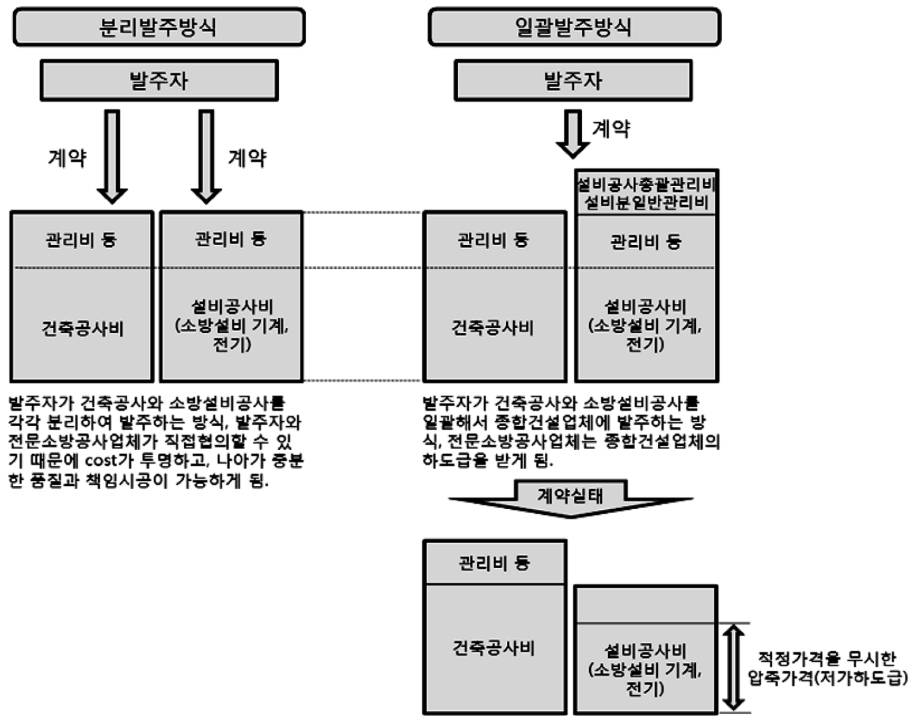 분리발주방식
발주자
계약
계약
관리비 등
건축공사비
관리비 등
설비공사비
(소방설비 기계,
전기)
발주자가 건축공사와 소방설비공사를
각각 분리하여 발주하는 방식, 발주자와
전문소방공사업체가 직접협의할 수 있
기 때문에 cost가 투명하고, 나아가 충분
한 품질과 책임시공이 가능하게 됨.
일괄발주방식
발주자
계약
관리비 등
건축공사비
설비공사총괄관리비
설비분일반관리비
관리비 등
설비공사비
(소방설비 기계,
전기)
발주자가 건축공사와 소방설비공사를
일괄해서 종합건설업체에 발주하는 방
식, 전문소방공사업체는 종합건설업체의
하도급을 받게 됨.
계약실태
관리비 등
건축공사비
설비공사비
(소방설비 기계,
전기)
적정가격을 무시한
압축가격(저가하도급)